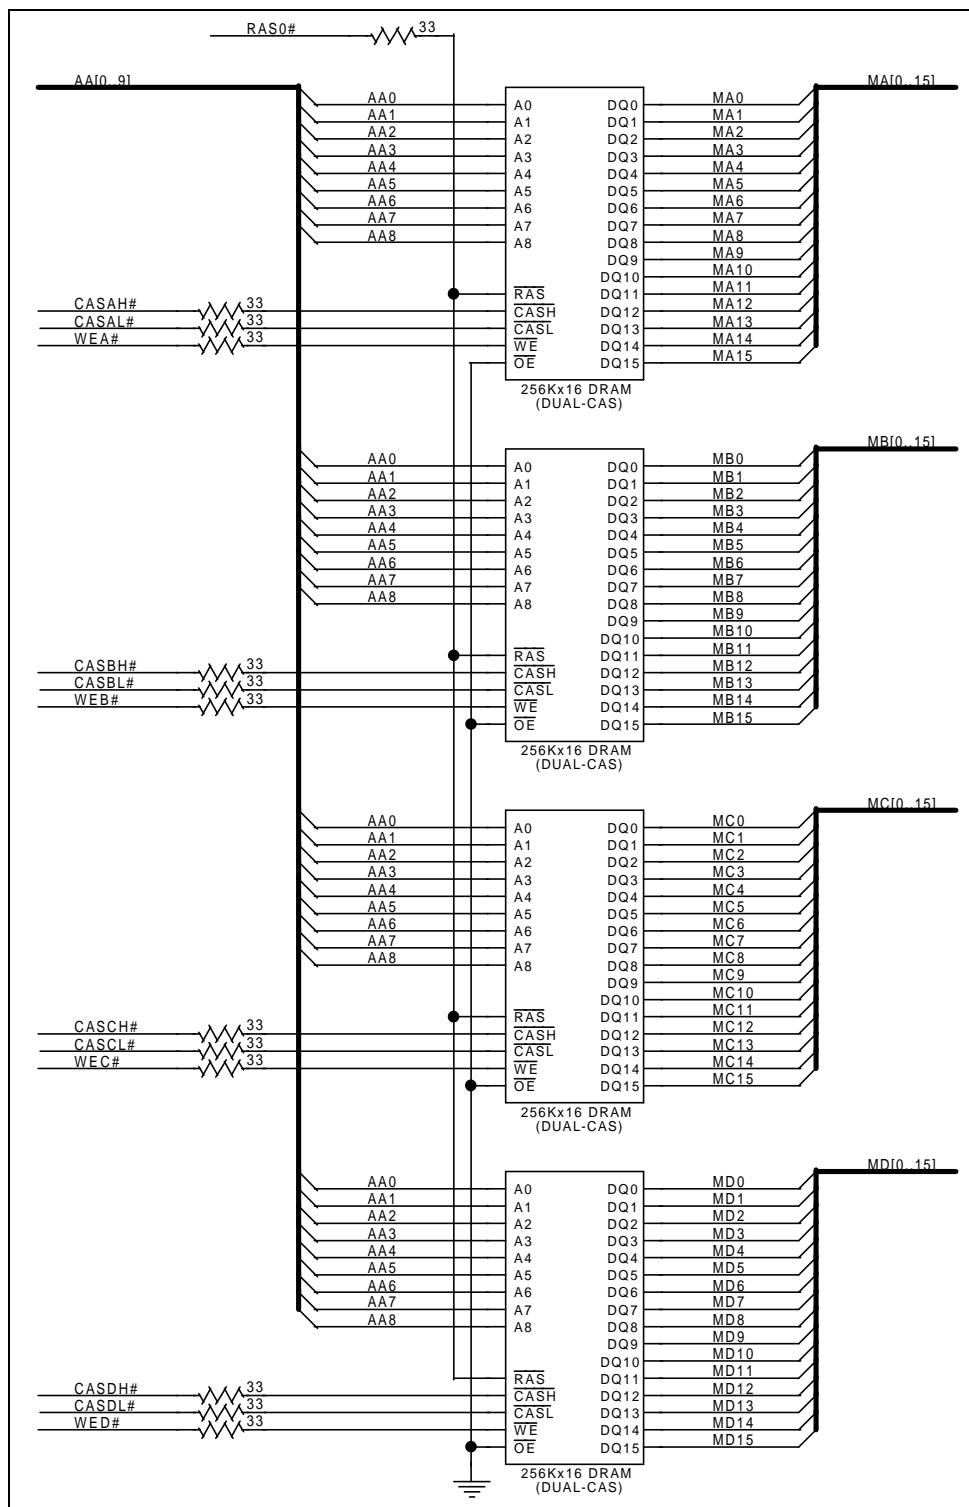 RAS0# 33
AA[0..9] MA[0..15]
AA0 A0 DQ0 MA0
AA1 A1 DQ1 MA1
AA2 A2 DQ2 MA2
AA3 A3 DQ3 MA3
AA4 A4 DQ4 MA4
AA5 A5 DQ5 MA5
AA6 A6 DQ6 MA6
AA7 A7 DQ7 MA7
AA8 A8 DQ8 MA8
DQ9 MA9
DQ10 MA10
RAS DQ11 MA11
CASAH# 33 CASH DQ12 MA12
CASAL# 33 CASL DQ13 MA13
WEA# 33 WE DQ14 MA14
OE DQ15 MA15
256Kx16 DRAM
(DUAL-CAS)
MB[0..15]
AA0 A0 DQ0 MB0
AA1 A1 DQ1 MB1
AA2 A2 DQ2 MB2
AA3 A3 DQ3 MB3
AA4 A4 DQ4 MB4
AA5 A5 DQ5 MB5
AA6 A6 DQ6 MB6
AA7 A7 DQ7 MB7
AA8 A8 DQ8 MB8
DQ9 MB9
DQ10 MB10
RAS DQ11 MB11
CASBH# 33 CASH DQ12 MB12
CASBL# 33 CASL DQ13 MB13
WEB# 33 WE DQ14 MB14
OE DQ15 MB15
256Kx16 DRAM
(DUAL-CAS)
MC[0..15]
AA0 A0 DQ0 MC0
AA1 A1 DQ1 MC1
AA2 A2 DQ2 MC2
AA3 A3 DQ3 MC3
AA4 A4 DQ4 MC4
AA5 A5 DQ5 MC5
AA6 A6 DQ6 MC6
AA7 A7 DQ7 MC7
AA8 A8 DQ8 MC8
DQ9 MC9
DQ10 MC10
RAS DQ11 MC11
CASCH# 33 CASH DQ12 MC12
CASCL# 33 CASL DQ13 MC13
WEC# 33 WE DQ14 MC14
OE DQ15 MC15
256Kx16 DRAM
(DUAL-CAS)
MD[0..15]
AA0 A0 DQ0 MD0
AA1 A1 DQ1 MD1
AA2 A2 DQ2 MD2
AA3 A3 DQ3 MD3
AA4 A4 DQ4 MD4
AA5 A5 DQ5 MD5
AA6 A6 DQ6 MD6
AA7 A7 DQ7 MD7
AA8 A8 DQ8 MD8
DQ9 MD9
DQ10 MD10
RAS DQ11 MD11
CASDH# 33 CASH DQ12 MD12
CASDL# 33 CASL DQ13 MD13
WED# 33 WE DQ14 MD14
OE DQ15 MD15
256Kx16 DRAM
(DUAL-CAS)